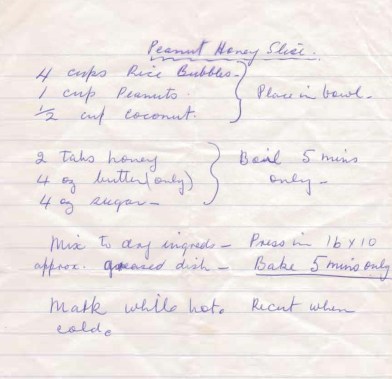 Peanut Honey Slice.
4 cups Rice Bubbles - } Place in bowl -
1 cup Peanuts.
½ cup coconut.
2 tabs honey } Boil 5 mins only -
4 oz butter (only)
4 oz sugar -
Mix to dry ingreds - Press in 16 x 10
approx. greased dish - Bake 5 mins only
Mark while hot. Recut when
cold.